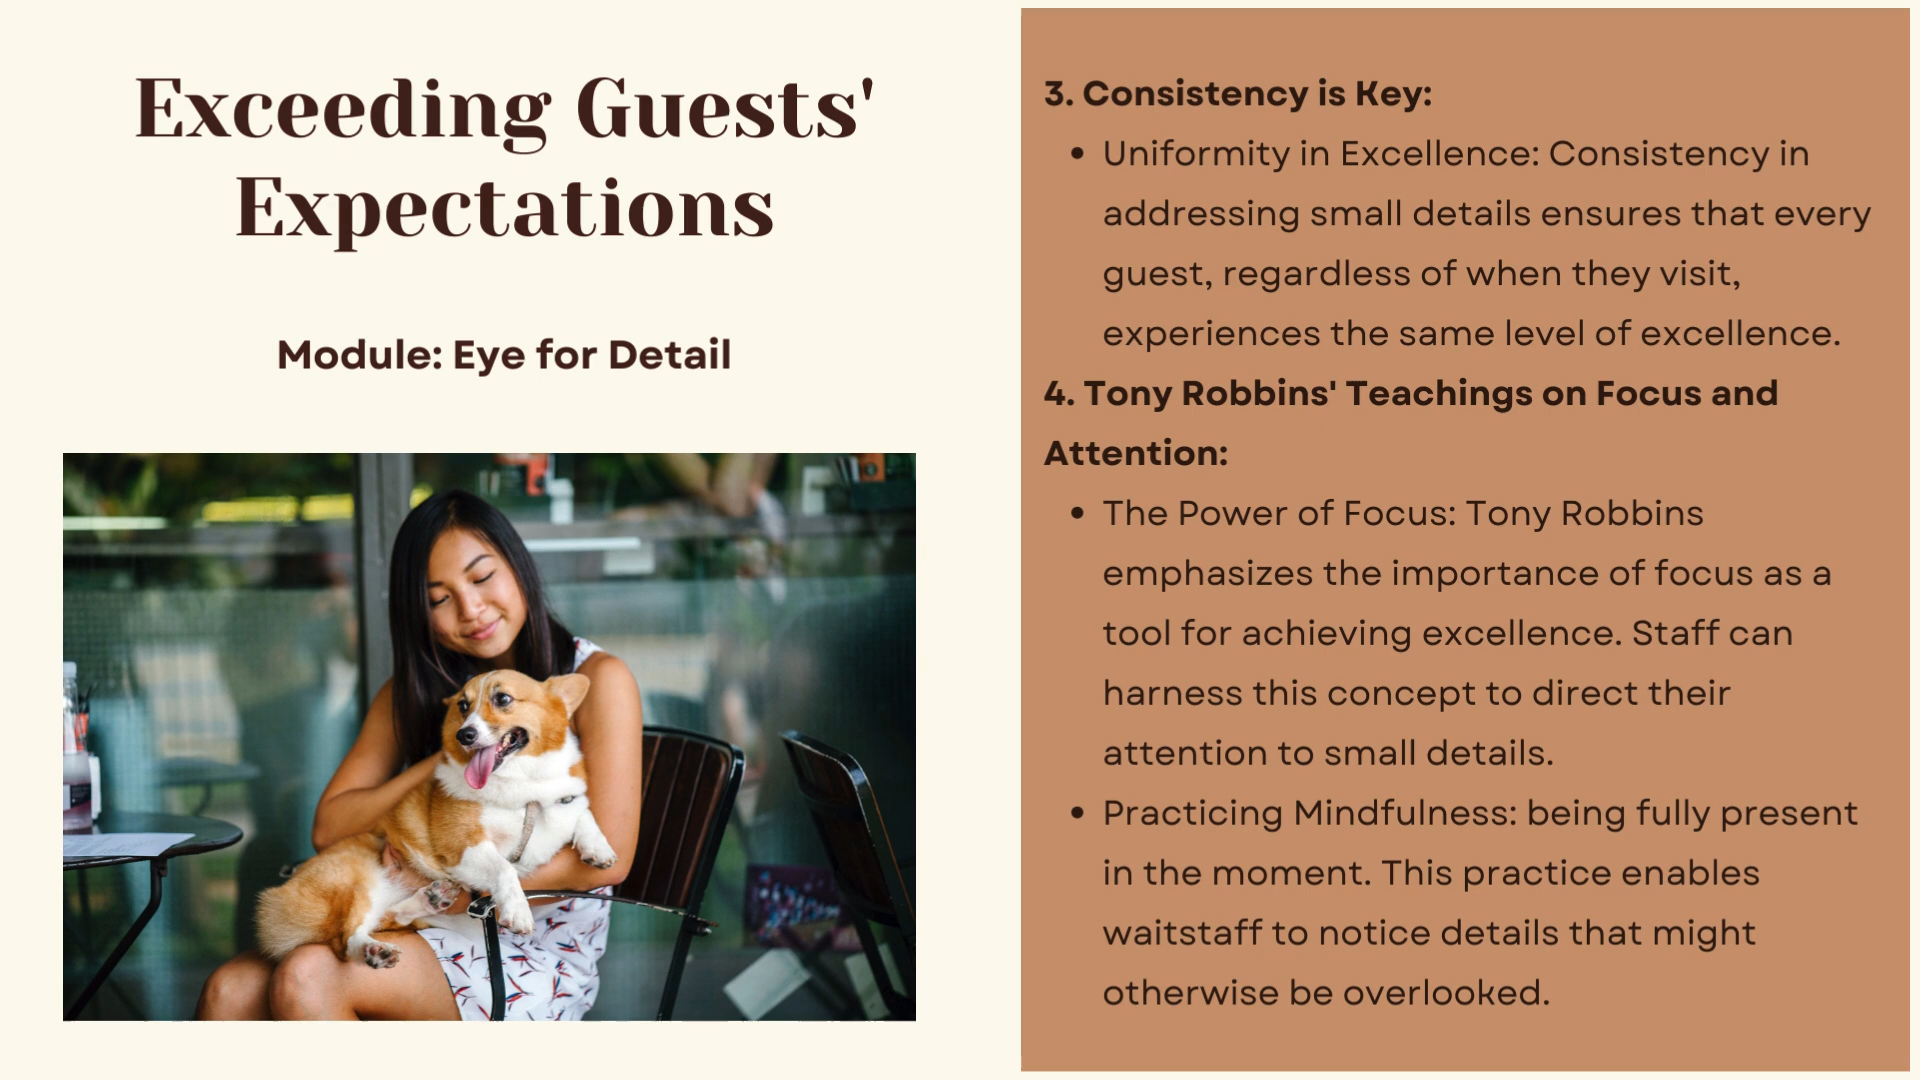 Exceeding Guests'
Expectations
Module: Eye for Detail
3. Consistency is Key:
• Uniformity in Excellence: Consistency in
addressing small details ensures that every
guest, regardless of when they visit,
experiences the same level of excellence.
4. Tony Robbins' Teachings on Focus and
Attention:
• The Power of Focus: Tony Robbins
emphasizes the importance of focus as a
tool for achieving excellence. Staff can
harness this concept to direct their
attention to small details.
• Practicing Mindfulness: being fully present
in the moment. This practice enables
waitstaff to notice details that might
otherwise be overlooked.